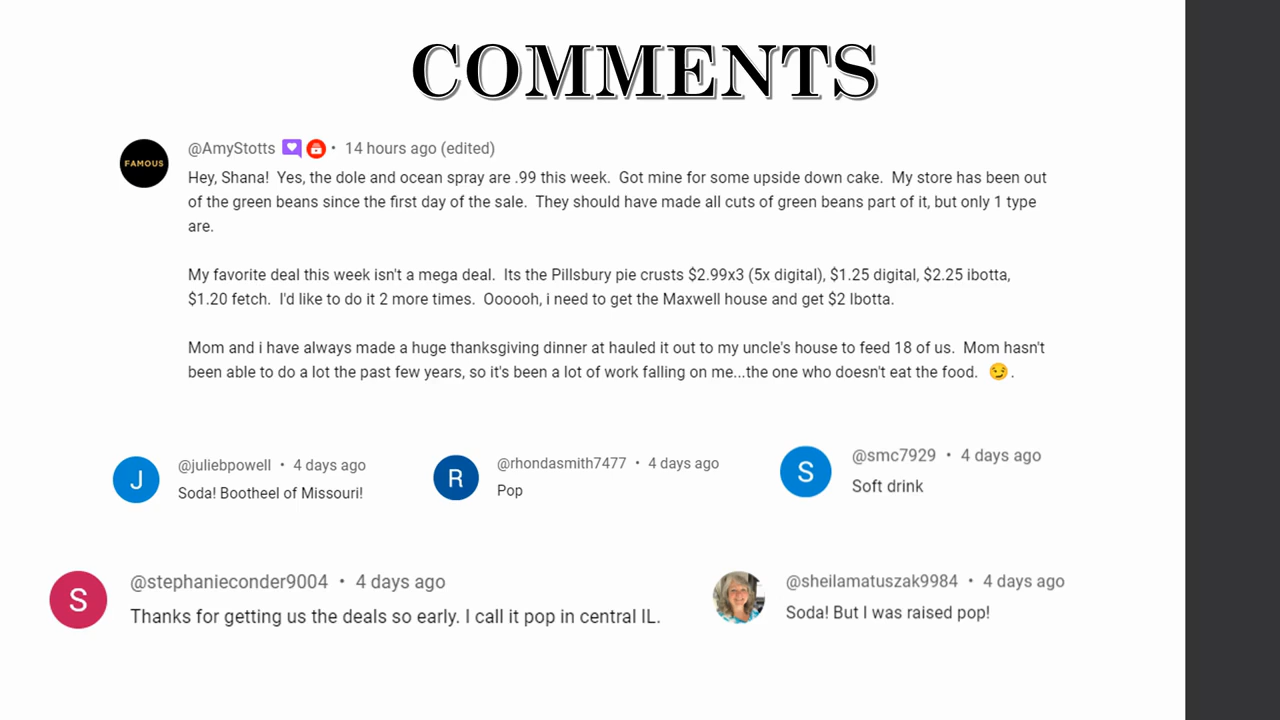 COMMENTS
FAMOUS
@AmyStotts • 14 hours ago (edited)
Hey, Shana! Yes, the dole and ocean spray are .99 this week. Got mine for some upside down cake. My store has been out
of the green beans since the first day of the sale. They should have made all cuts of green beans part of it, but only 1 type
are.
My favorite deal this week isn't a mega deal. Its the Pillsbury pie crusts $2.99x3 (5x digital), $1.25 digital, $2.25 ibotta,
$1.20 fetch. I'd like to do it 2 more times. Oooooh, i need to get the Maxwell house and get $2 Ibotta.
Mom and i have always made a huge thanksgiving dinner at hauled it out to my uncle's house to feed 18 of us. Mom hasn't
been able to do a lot the past few years, so it's been a lot of work falling on me...the one who doesn't eat the food. 😏.
J
@juliebpowell • 4 days ago
Soda! Bootheel of Missouri!
R
@rhondasmith7477 • 4 days ago
Pop
S
@smc7929 • 4 days ago
Soft drink
S
@stephanieconder9004 • 4 days ago
Thanks for getting us the deals so early. I call it pop in central IL.
@sheilamatuszak9984 • 4 days ago
Soda! But I was raised pop!